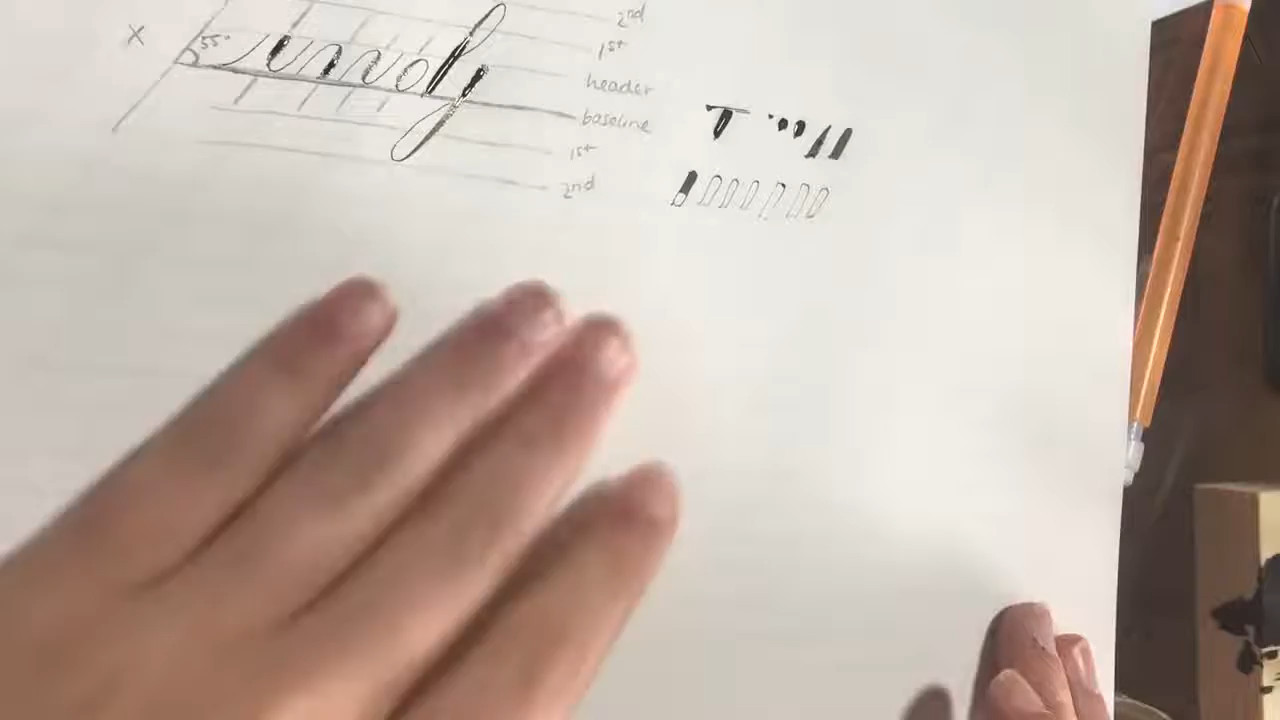 2nd
1st
header
x
55°
baseline
1st
2nd